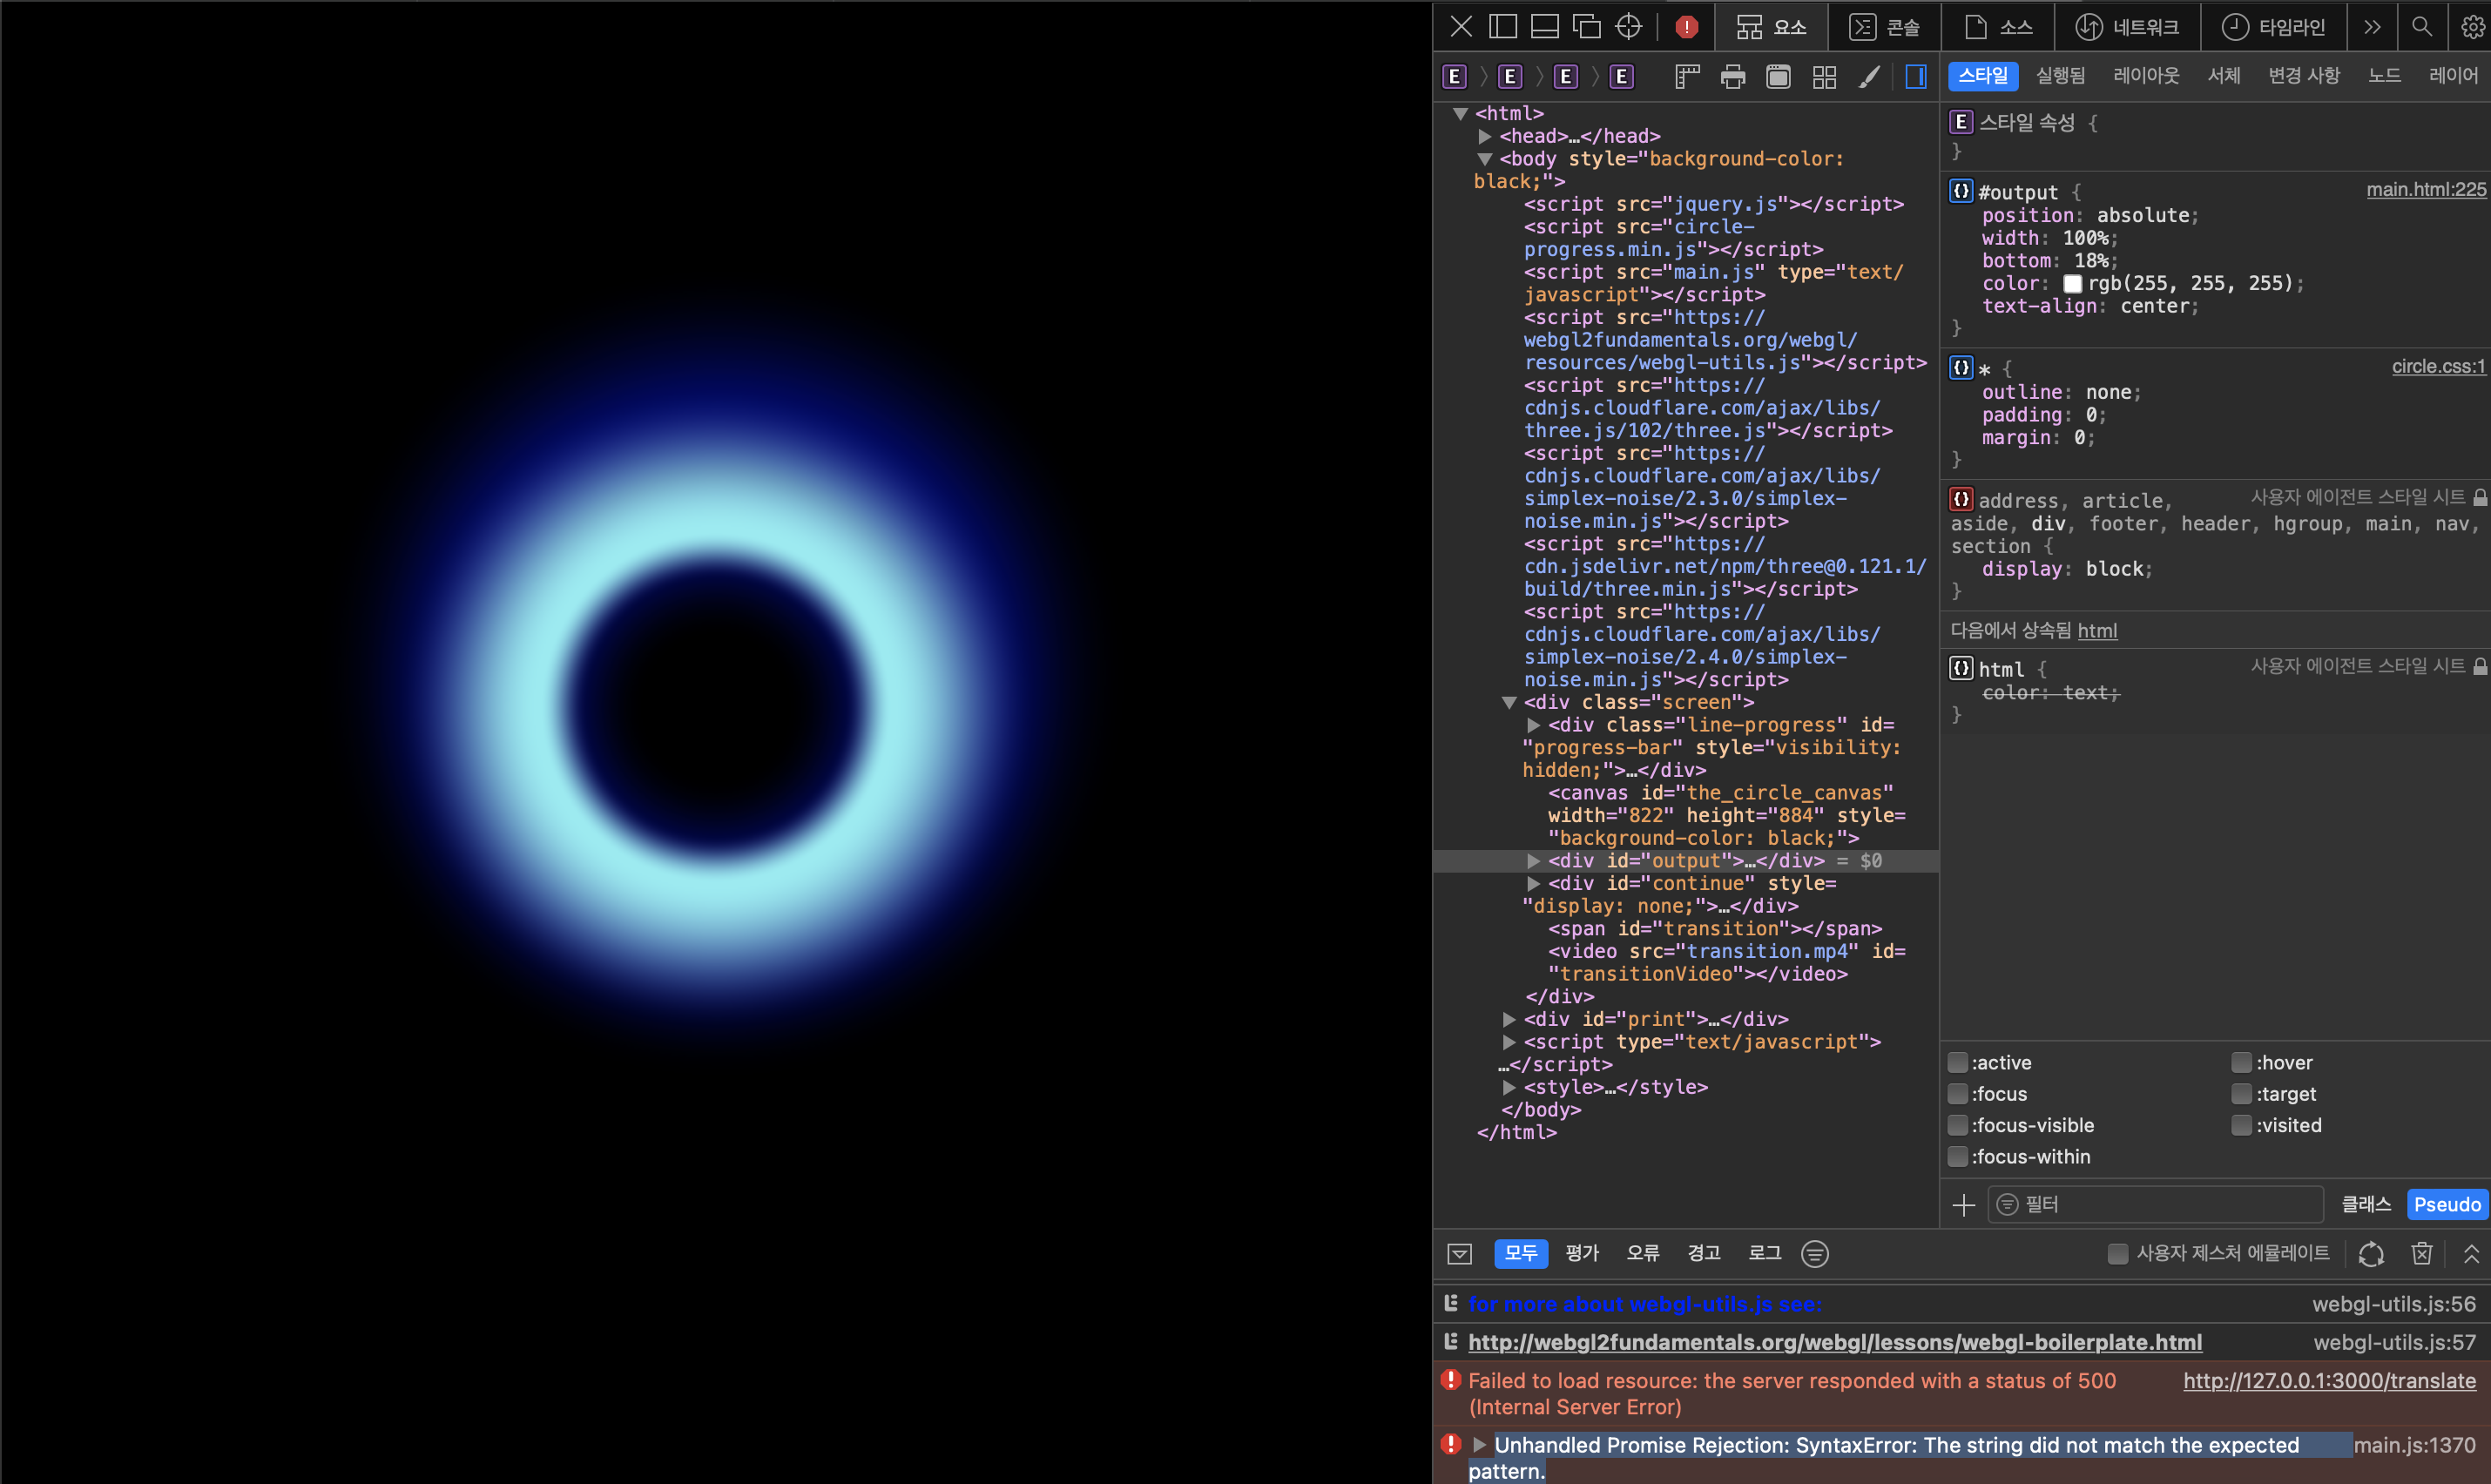 요소
콘솔
소스
네트워크
타임라인
E
E
E
E
스타일
실행됨
레이아웃
서체
변경 사항
노드
레이어
<html>
<head>…</head>
<body style="background-color:
black;">
<script src="jquery.js"></script>
<script src="circle-
progress.min.js"></script>
<script src="main.js" type="text/
javascript"></script>
<script src="https://
webgl2fundamentals.org/webgl/
resources/webgl-utils.js"></script>
<script src="https://
cdnjs.cloudflare.com/ajax/libs/
three.js/102/three.js"></script>
<script src="https://
cdnjs.cloudflare.com/ajax/libs/
simplex-noise/2.3.0/simplex-
noise.min.js"></script>
<script src="https://
cdn.jsdelivr.net/npm/three@0.121.1/
build/three.min.js"></script>
<script src="https://
cdnjs.cloudflare.com/ajax/libs/
simplex-noise/2.4.0/simplex-
noise.min.js"></script>
<div class="screen">
<div class="line-progress" id=
"progress-bar" style="visibility:
hidden;">…</div>
<canvas id="the_circle_canvas"
width="822" height="884" style=
"background-color: black;">
<div id="output">…</div> = $0
<div id="continue" style=
"display: none;">…</div>
<span id="transition"></span>
<video src="transition.mp4" id=
"transitionVideo"></video>
</div>
<div id="print">…</div>
<script type="text/javascript">
…</script>
<style>…</style>
</body>
</html>
E 스타일 속성 {
}
{} #output { main.html:225
position: absolute;
width: 100%;
bottom: 18%;
color: rgb(255, 255, 255);
text-align: center;
}
{} * { circle.css:1
outline: none;
padding: 0;
margin: 0;
}
{} address, article, 사용자 에이전트 스타일 시트
aside, div, footer, header, hgroup, main, nav,
section {
display: block;
}
다음에서 상속됨 html
{} html { 사용자 에이전트 스타일 시트
color: text;
}
:active :hover
:focus :target
:focus-visible :visited
:focus-within
필터 클래스 Pseudo
모두 평가 오류 경고 로그 사용자 제스처 에뮬레이트
for more about webgl-utils.js see: webgl-utils.js:56
http://webgl2fundamentals.org/webgl/lessons/webgl-boilerplate.html webgl-utils.js:57
Failed to load resource: the server responded with a status of 500 http://127.0.0.1:3000/translate
(Internal Server Error)
Unhandled Promise Rejection: SyntaxError: The string did not match the expected main.js:1370
pattern.